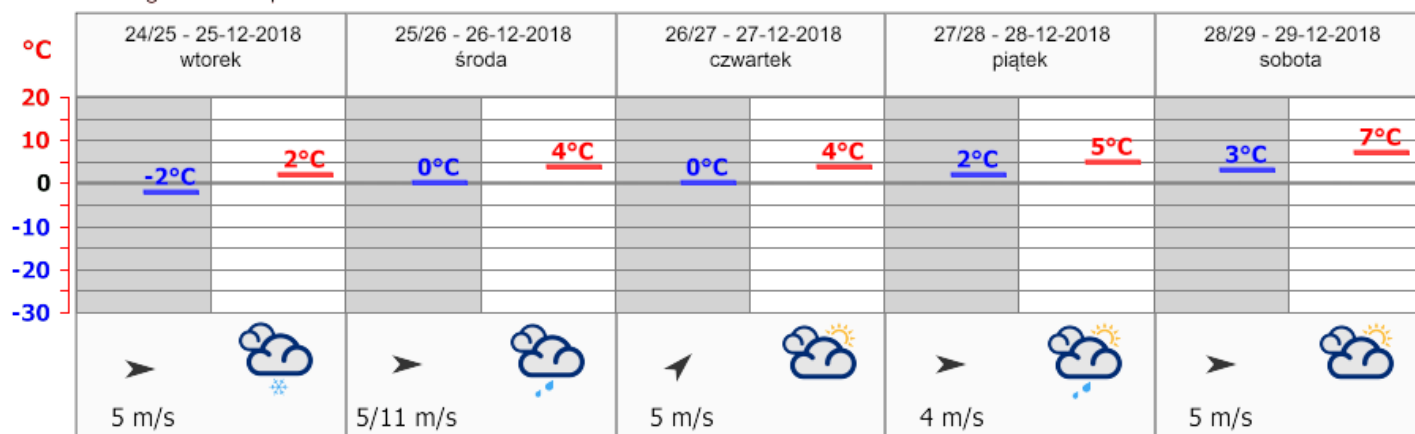 24/25 - 25-12-2018
wtorek
25/26 - 26-12-2018
środa
26/27 - 27-12-2018
czwartek
27/28 - 28-12-2018
piątek
28/29 - 29-12-2018
sobota
°C
20
10
0
-10
-20
-30
-2°C
2°C
0°C
4°C
0°C
4°C
2°C
5°C
3°C
7°C
5 m/s
5/11 m/s
5 m/s
4 m/s
5 m/s